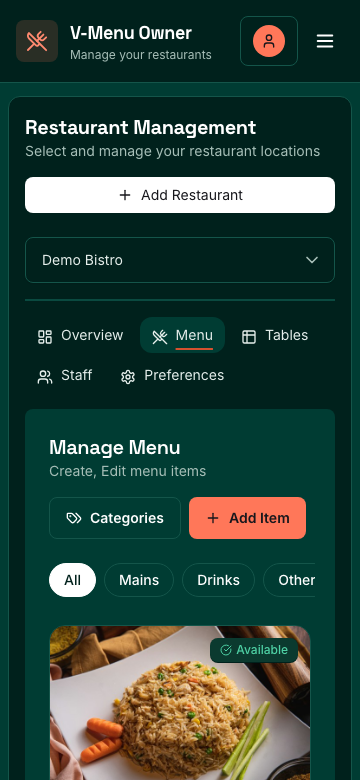 V-Menu Owner
Manage your restaurants
Restaurant Management
Select and manage your restaurant locations
Add Restaurant
Demo Bistro
Overview
Menu
Tables
Staff
Preferences
Manage Menu
Create, Edit menu items
Categories
Add Item
All
Mains
Drinks
Other
Available